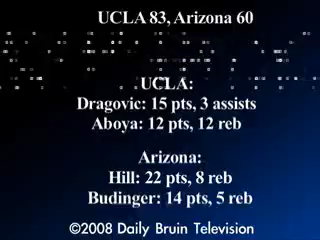 UCLA 83, Arizona 60
UCLA:
Dragovic: 15 pts, 3 assists
Aboya: 12 pts, 12 reb
Arizona:
Hill: 22 pts, 8 reb
Budinger: 14 pts, 5 reb
©2008 Daily Bruin Television